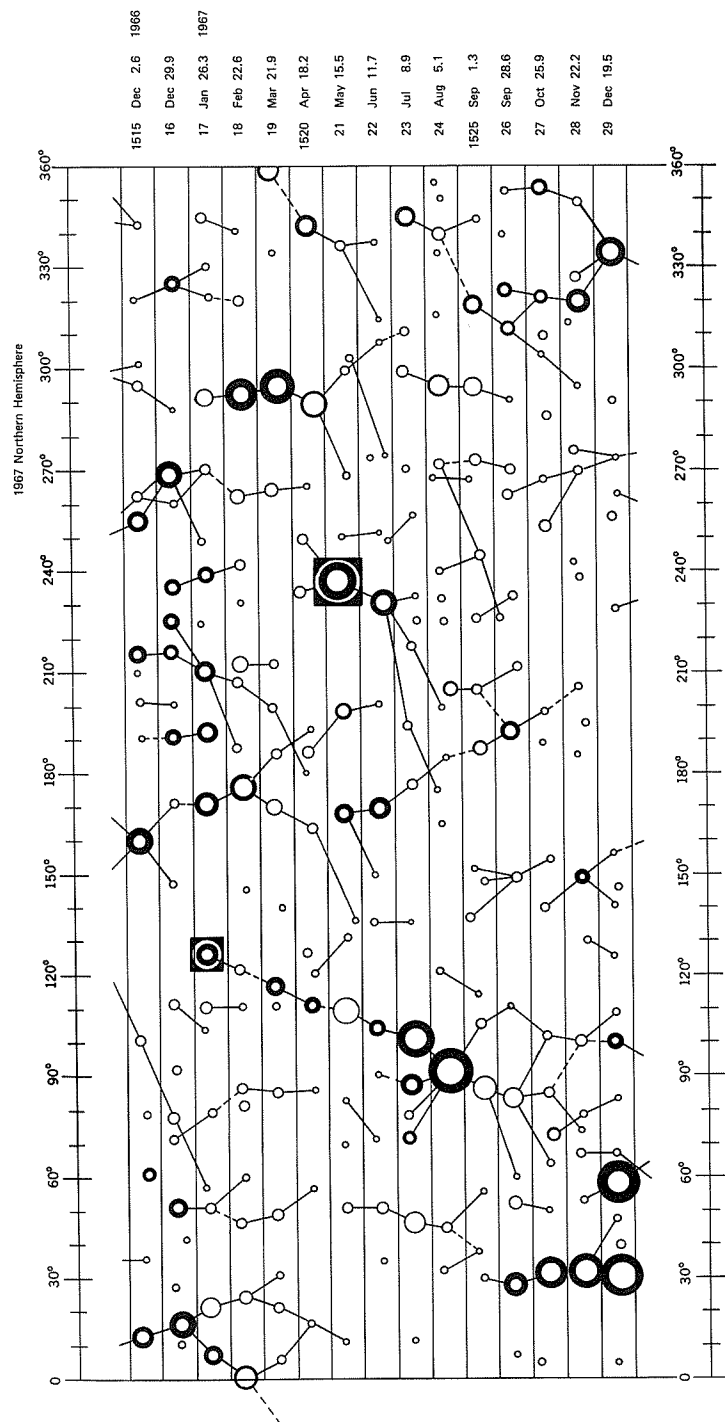 1515 Dec 2.6 1966
16 Dec 29.9
17 Jan 26.3 1967
18 Feb 22.6
19 Mar 21.9
1520 Apr 18.2
21 May 15.5
22 Jun 11.7
23 Jul 8.9
24 Aug 5.1
1525 Sep 1.3
26 Sep 28.6
27 Oct 25.9
28 Nov 22.2
29 Dec 19.5
1967 Northern Hemisphere
360°
330°
300°
270°
240°
210°
180°
150°
120°
90°
60°
30°
0
360°
330°
300°
270°
240°
210°
180°
150°
120°
90°
60°
30°
0